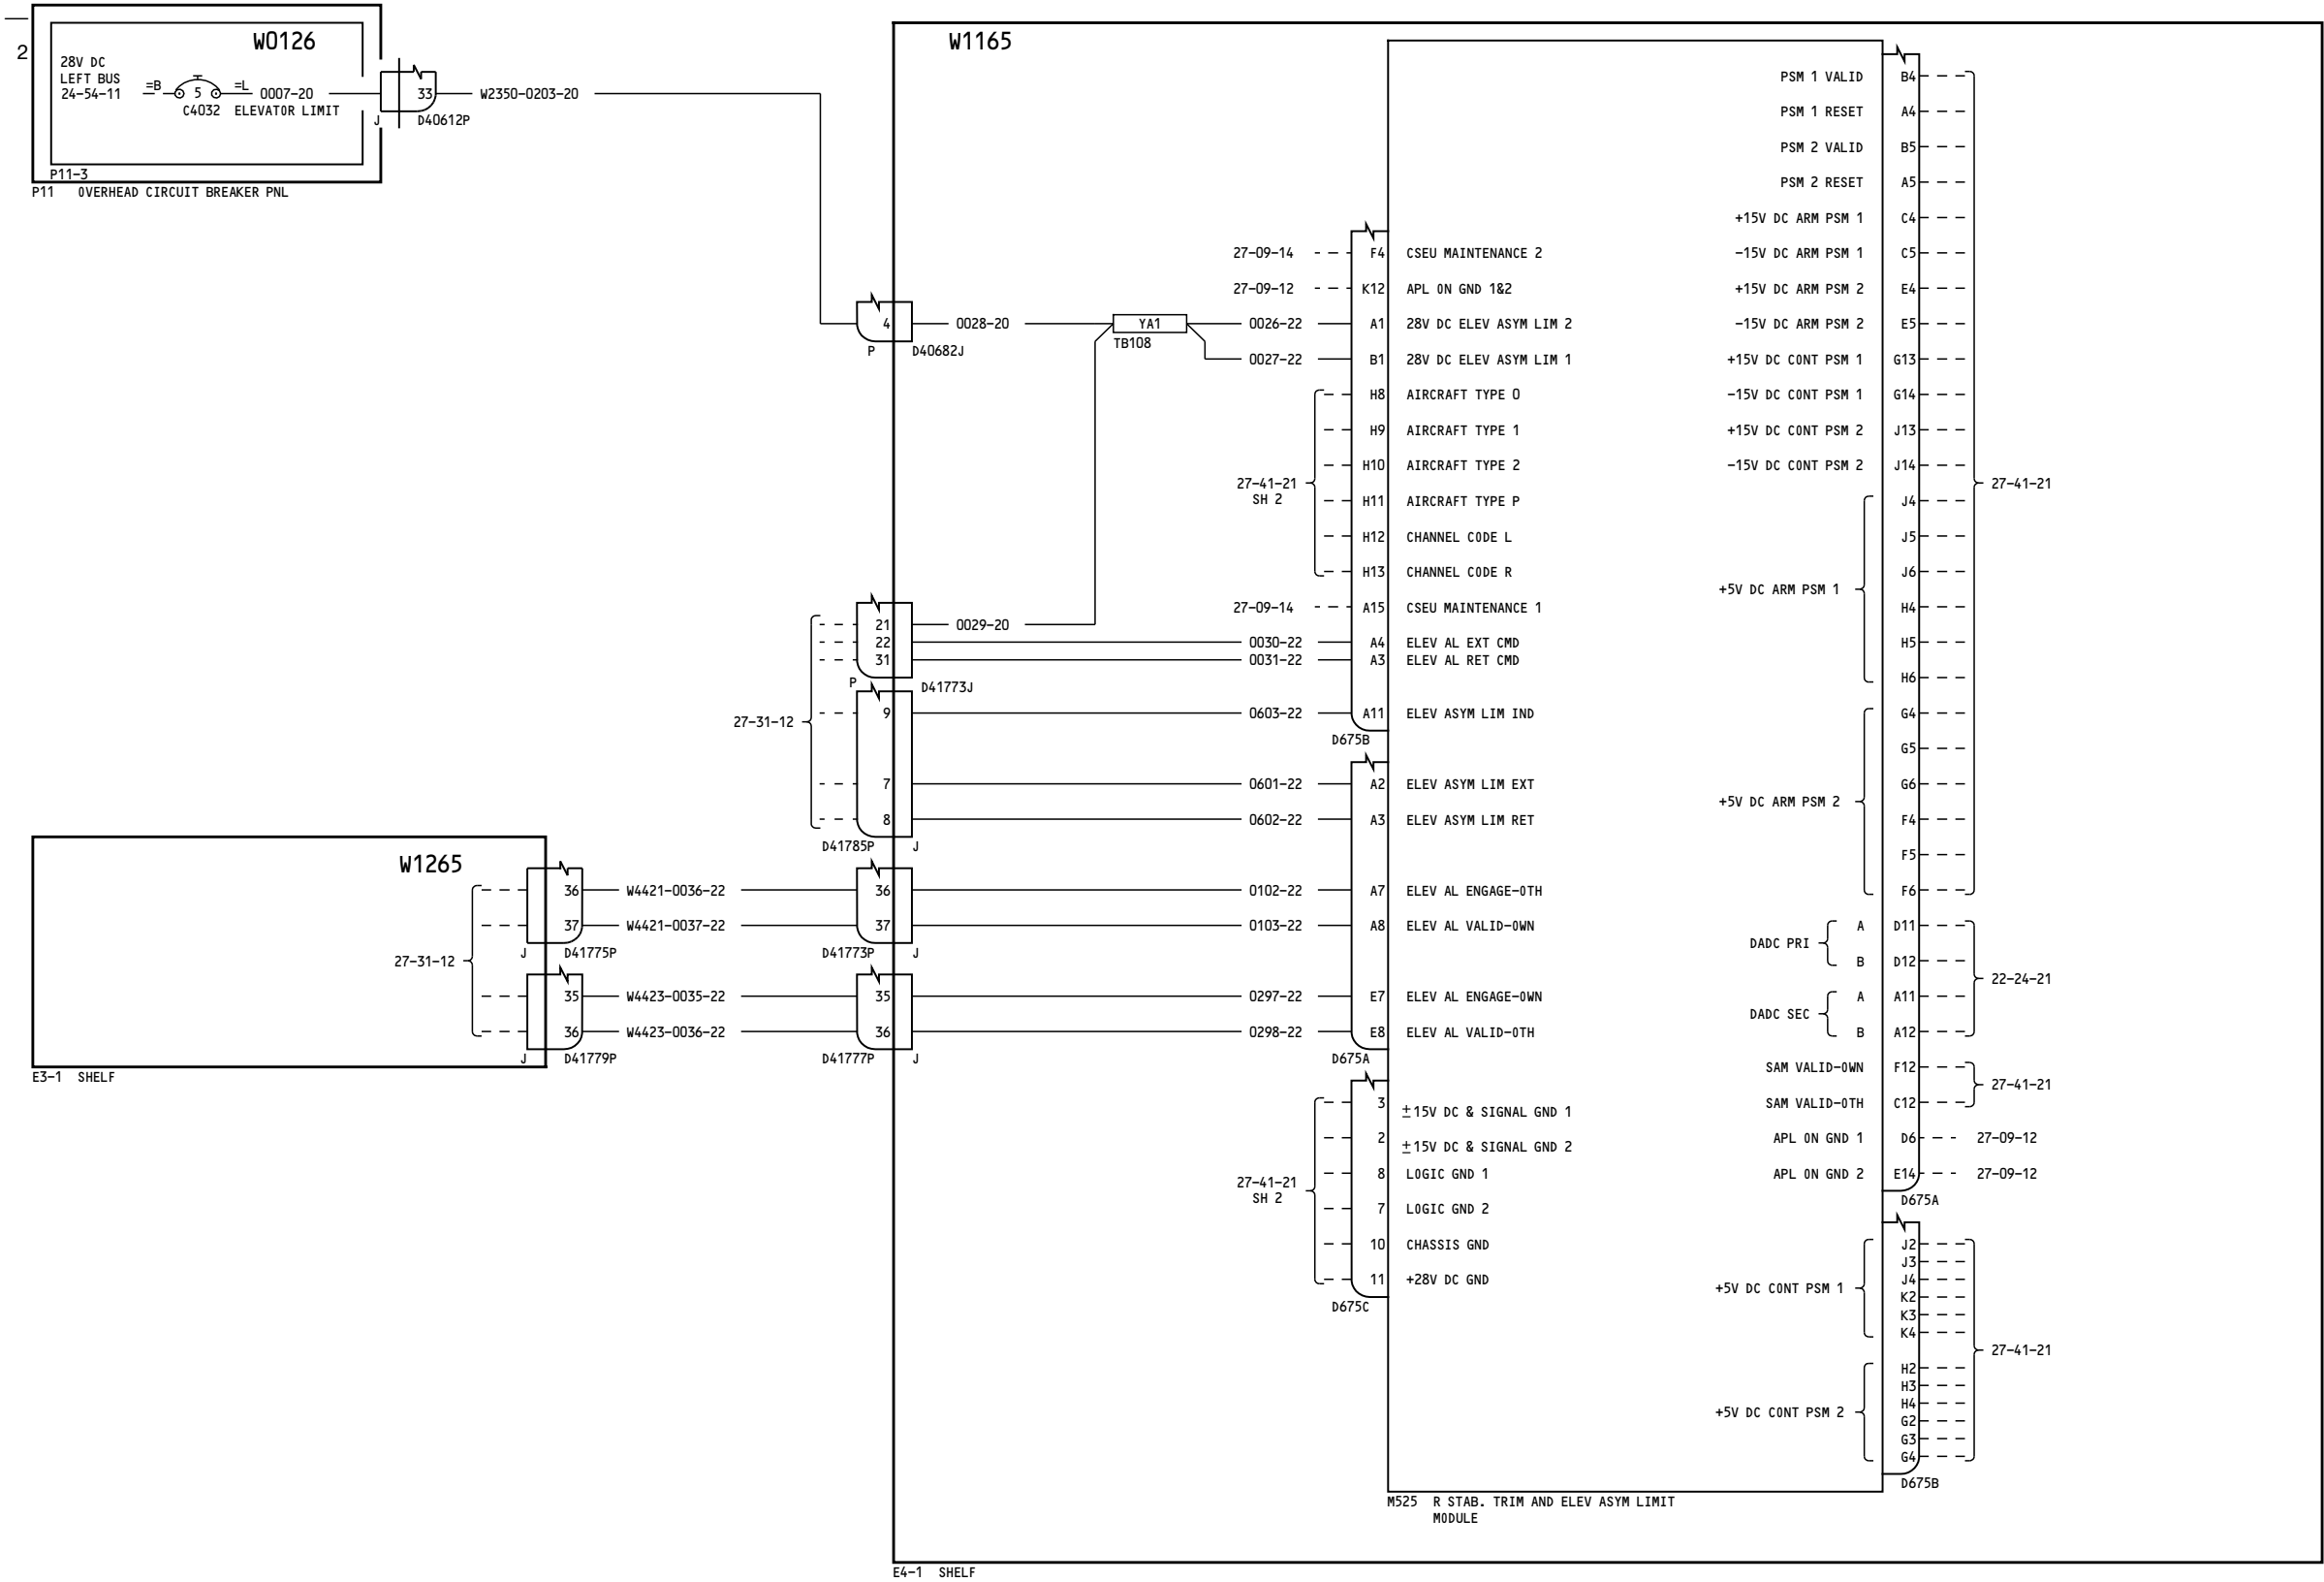 2
W0126
28V DC
LEFT BUS
24-54-11
=B
5
=L
0007-20
C4032
ELEVATOR LIMIT
33
J
D40612P
W2350-0203-20
P11-3
P11 OVERHEAD CIRCUIT BREAKER PNL
W1165
4
P
D40682J
0028-20
YA1
TB108
0026-22
0027-22
27-31-12
21
22
31
P
D41773J
0029-20
0030-22
0031-22
9
7
8
D41785P
J
0603-22
0601-22
0602-22
W1265
27-31-12
36
37
J
D41775P
W4421-0036-22
W4421-0037-22
36
37
D41773P
J
0102-22
0103-22
35
36
J
D41779P
W4423-0035-22
W4423-0036-22
35
36
D41777P
J
0297-22
0298-22
E3-1 SHELF
27-09-14
F4 CSEU MAINTENANCE 2
27-09-12
K12 APL ON GND 1&2
A1 28V DC ELEV ASYM LIM 2
B1 28V DC ELEV ASYM LIM 1
27-41-21
SH 2
H8 AIRCRAFT TYPE 0
H9 AIRCRAFT TYPE 1
H10 AIRCRAFT TYPE 2
H11 AIRCRAFT TYPE P
H12 CHANNEL CODE L
H13 CHANNEL CODE R
27-09-14
A15 CSEU MAINTENANCE 1
A4 ELEV AL EXT CMD
A3 ELEV AL RET CMD
A11 ELEV ASYM LIM IND
D675B
A2 ELEV ASYM LIM EXT
A3 ELEV ASYM LIM RET
A7 ELEV AL ENGAGE-OTH
A8 ELEV AL VALID-OWN
E7 ELEV AL ENGAGE-OWN
E8 ELEV AL VALID-OTH
D675A
27-41-21
SH 2
3 ±15V DC & SIGNAL GND 1
2 ±15V DC & SIGNAL GND 2
8 LOGIC GND 1
7 LOGIC GND 2
10 CHASSIS GND
11 +28V DC GND
D675C
PSM 1 VALID B4
PSM 1 RESET A4
PSM 2 VALID B5
PSM 2 RESET A5
+15V DC ARM PSM 1 C4
-15V DC ARM PSM 1 C5
+15V DC ARM PSM 2 E4
-15V DC ARM PSM 2 E5
+15V DC CONT PSM 1 G13
-15V DC CONT PSM 1 G14
+15V DC CONT PSM 2 J13
-15V DC CONT PSM 2 J14
27-41-21
+5V DC ARM PSM 1
J4
J5
J6
H4
H5
H6
+5V DC ARM PSM 2
G4
G5
G6
F4
F5
F6
DADC PRI
A D11
B D12
DADC SEC
A A11
B A12
22-24-21
SAM VALID-OWN F12
SAM VALID-OTH C12
27-41-21
APL ON GND 1 D6 27-09-12
APL ON GND 2 E14 27-09-12
D675A
+5V DC CONT PSM 1
J2
J3
J4
K2
K3
K4
27-41-21
+5V DC CONT PSM 2
H2
H3
H4
G2
G3
G4
D675B
M525 R STAB. TRIM AND ELEV ASYM LIMIT
MODULE
E4-1 SHELF